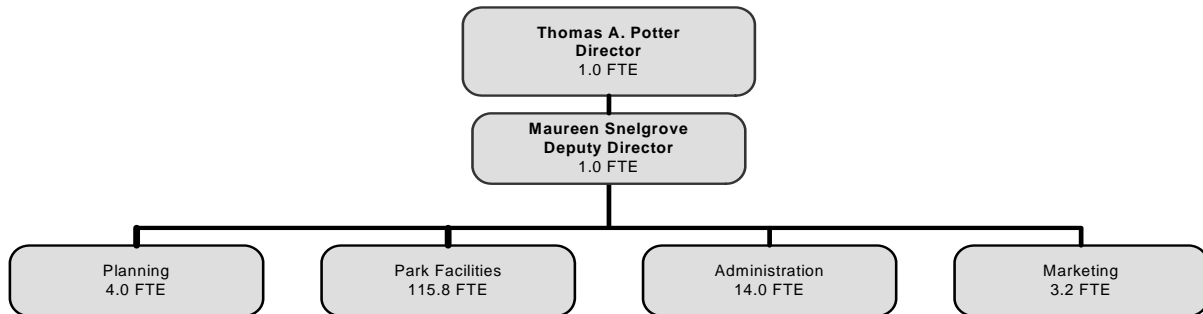 Thomas A. Potter
Director
1.0 FTE
Maureen Snelgrove
Deputy Director
1.0 FTE
Planning
4.0 FTE
Park Facilities
115.8 FTE
Administration
14.0 FTE
Marketing
3.2 FTE